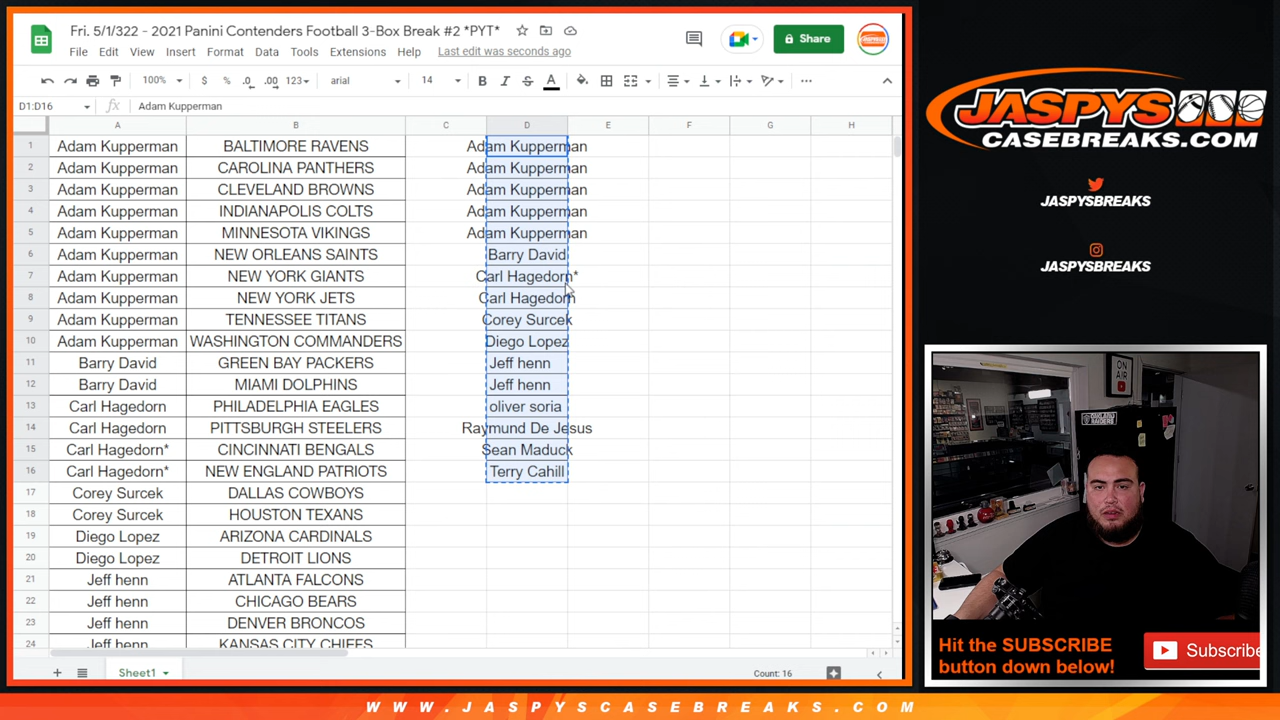 Fri. 5/1/322 - 2021 Panini Contenders Football 3-Box Break #2 *PYT*
File Edit View Insert Format Data Tools Extensions Help Last edit was seconds ago
Share
100% $ % .0 .00 123 arial 14 B I S A
D1:D16 fx Adam Kupperman
A B C D E F G H
1 Adam Kupperman BALTIMORE RAVENS Adam Kupperman
2 Adam Kupperman CAROLINA PANTHERS Adam Kupperman
3 Adam Kupperman CLEVELAND BROWNS Adam Kupperman
4 Adam Kupperman INDIANAPOLIS COLTS Adam Kupperman
5 Adam Kupperman MINNESOTA VIKINGS Adam Kupperman
6 Adam Kupperman NEW ORLEANS SAINTS Barry David
7 Adam Kupperman NEW YORK GIANTS Carl Hagedorn*
8 Adam Kupperman NEW YORK JETS Carl Hagedorn
9 Adam Kupperman TENNESSEE TITANS Corey Surcek
10 Adam Kupperman WASHINGTON COMMANDERS Diego Lopez
11 Barry David GREEN BAY PACKERS Jeff henn
12 Barry David MIAMI DOLPHINS Jeff henn
13 Carl Hagedorn PHILADELPHIA EAGLES oliver soria
14 Carl Hagedorn PITTSBURGH STEELERS Raymund De Jesus
15 Carl Hagedorn* CINCINNATI BENGALS Sean Maduck
16 Carl Hagedorn* NEW ENGLAND PATRIOTS Terry Cahill
17 Corey Surcek DALLAS COWBOYS
18 Corey Surcek HOUSTON TEXANS
19 Diego Lopez ARIZONA CARDINALS
20 Diego Lopez DETROIT LIONS
21 Jeff henn ATLANTA FALCONS
22 Jeff henn CHICAGO BEARS
23 Jeff henn DENVER BRONCOS
24 Jeff henn KANSAS CITY CHIEFS
Sheet1
Count: 16
JASPYS
CASEBREAKS.COM
JASPYSBREAKS
JASPYSBREAKS
ON
AIR
Hit the SUBSCRIBE
button down below!
Subscribe
WWW.JASPYSCASEBREAKS.COM